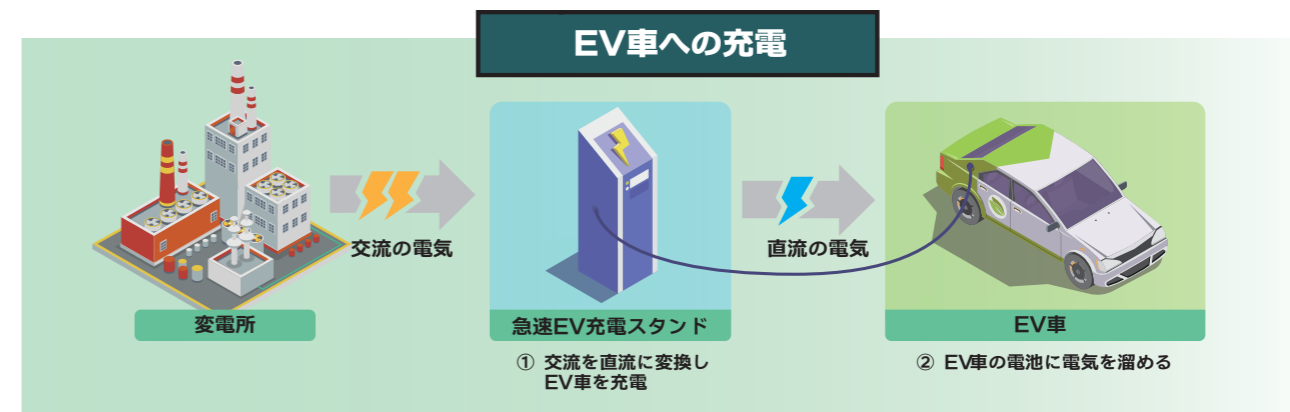 EV車への充電
交流の電気
直流の電気
変電所
急速EV充電スタンド
EV車
① 交流を直流に変換し
EV車を充電
② EV車の電池に電気を溜める